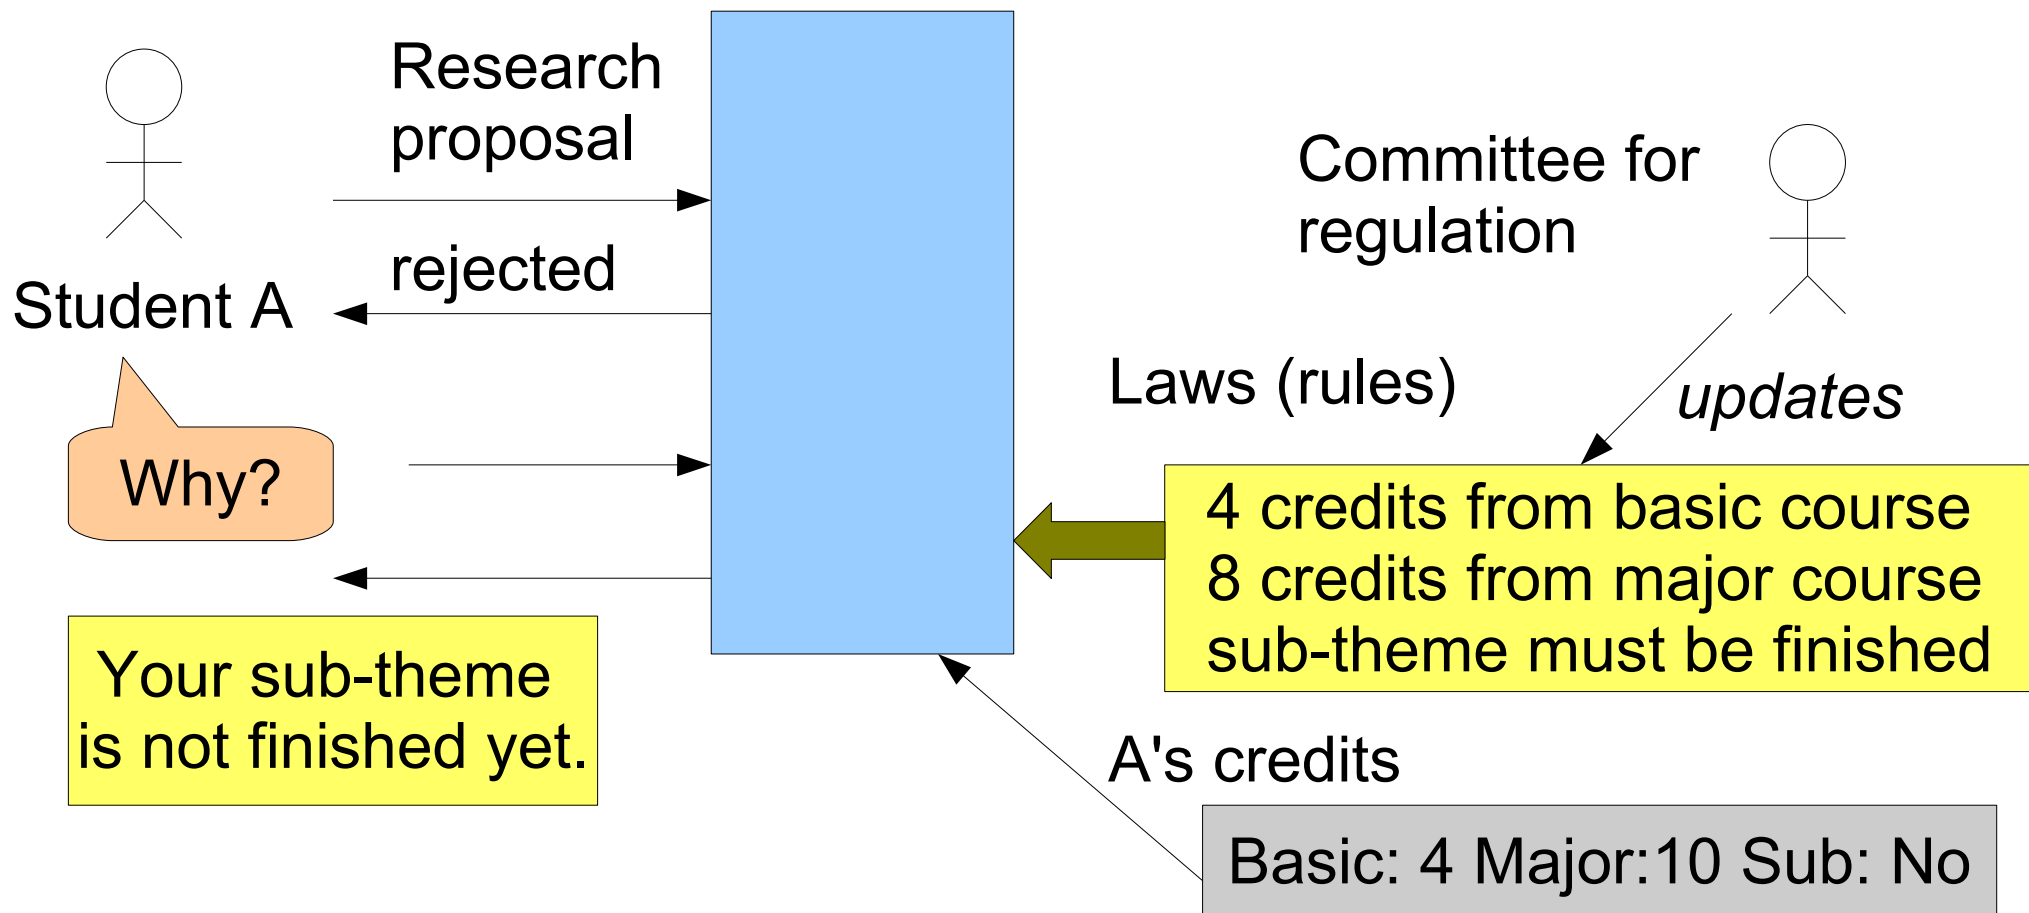 Research
proposal
rejected
Student A
Why?
Your sub-theme
is not finished yet.
Committee for
regulation
Laws (rules)
updates
4 credits from basic course
8 credits from major course
sub-theme must be finished
A's credits
Basic: 4 Major:10 Sub: No